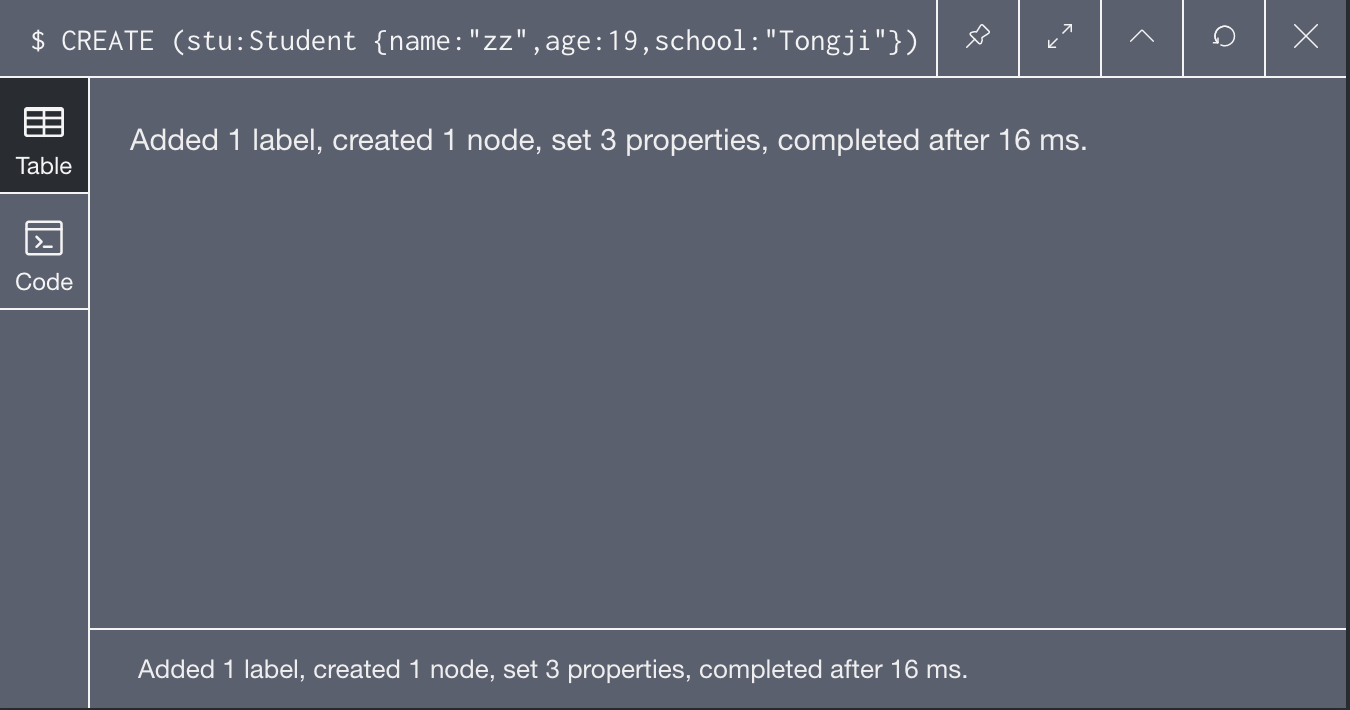 $ CREATE (stu:Student {name:"zz",age:19,school:"Tongji"})
Table
Added 1 label, created 1 node, set 3 properties, completed after 16 ms.
Code
Added 1 label, created 1 node, set 3 properties, completed after 16 ms.